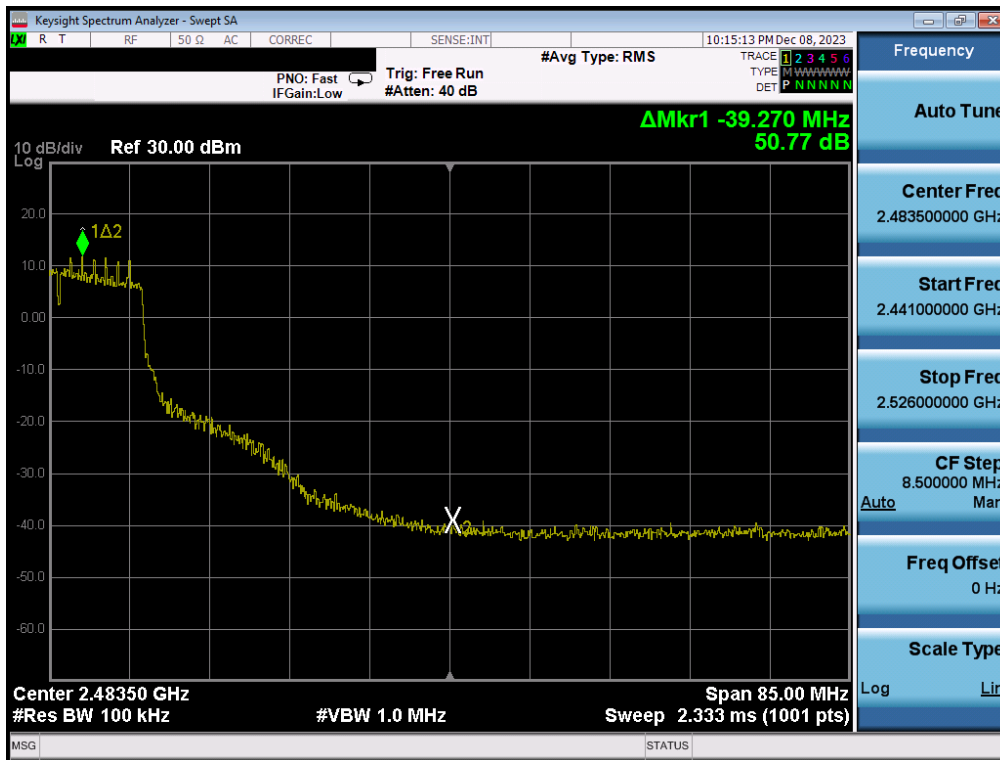 Keysight Spectrum Analyzer - Swept SA
LXI R T RF 50 Ω AC CORREC SENSE:INT 10:15:13 PM Dec 08, 2023
PNO: Fast
IFGain:Low
Trig: Free Run
#Atten: 40 dB
#Avg Type: RMS
TRACE 1 2 3 4 5 6
TYPE M WWWWW
DET P N N N N N
ΔMkr1 -39.270 MHz
50.77 dB
10 dB/div Ref 30.00 dBm
Log
20.0
10.0
0.00
-10.0
-20.0
-30.0
-40.0
-50.0
-60.0
1Δ2
X2
Center 2.48350 GHz Span 85.00 MHz
#Res BW 100 kHz #VBW 1.0 MHz Sweep 2.333 ms (1001 pts)
MSG STATUS
Frequency
Auto Tune
Center Freq
2.483500000 GHz
Start Freq
2.441000000 GHz
Stop Freq
2.526000000 GHz
CF Step
8.500000 MHz
Auto Man
Freq Offset
0 Hz
Scale Type
Log Lin